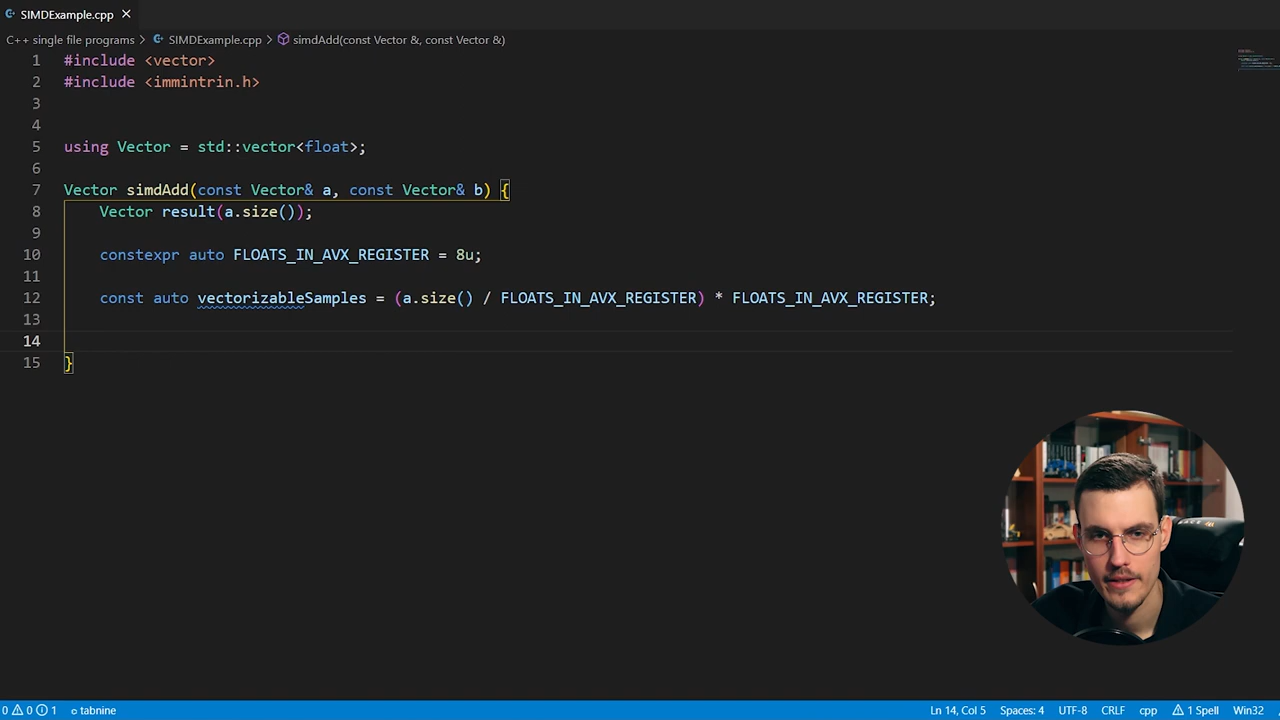 SIMDExample.cpp
C++ single file programs > SIMDExample.cpp > simdAdd(const Vector &, const Vector &)
1 #include <vector>
2 #include <immintrin.h>
3
4
5 using Vector = std::vector<float>;
6
7 Vector simdAdd(const Vector& a, const Vector& b) {
8 Vector result(a.size());
9
10 constexpr auto FLOATS_IN_AVX_REGISTER = 8u;
11
12 const auto vectorizableSamples = (a.size() / FLOATS_IN_AVX_REGISTER) * FLOATS_IN_AVX_REGISTER;
13
14
15 }
0 0 1 tabnine Ln 14, Col 5 Spaces: 4 UTF-8 CRLF cpp 1 Spell Win32